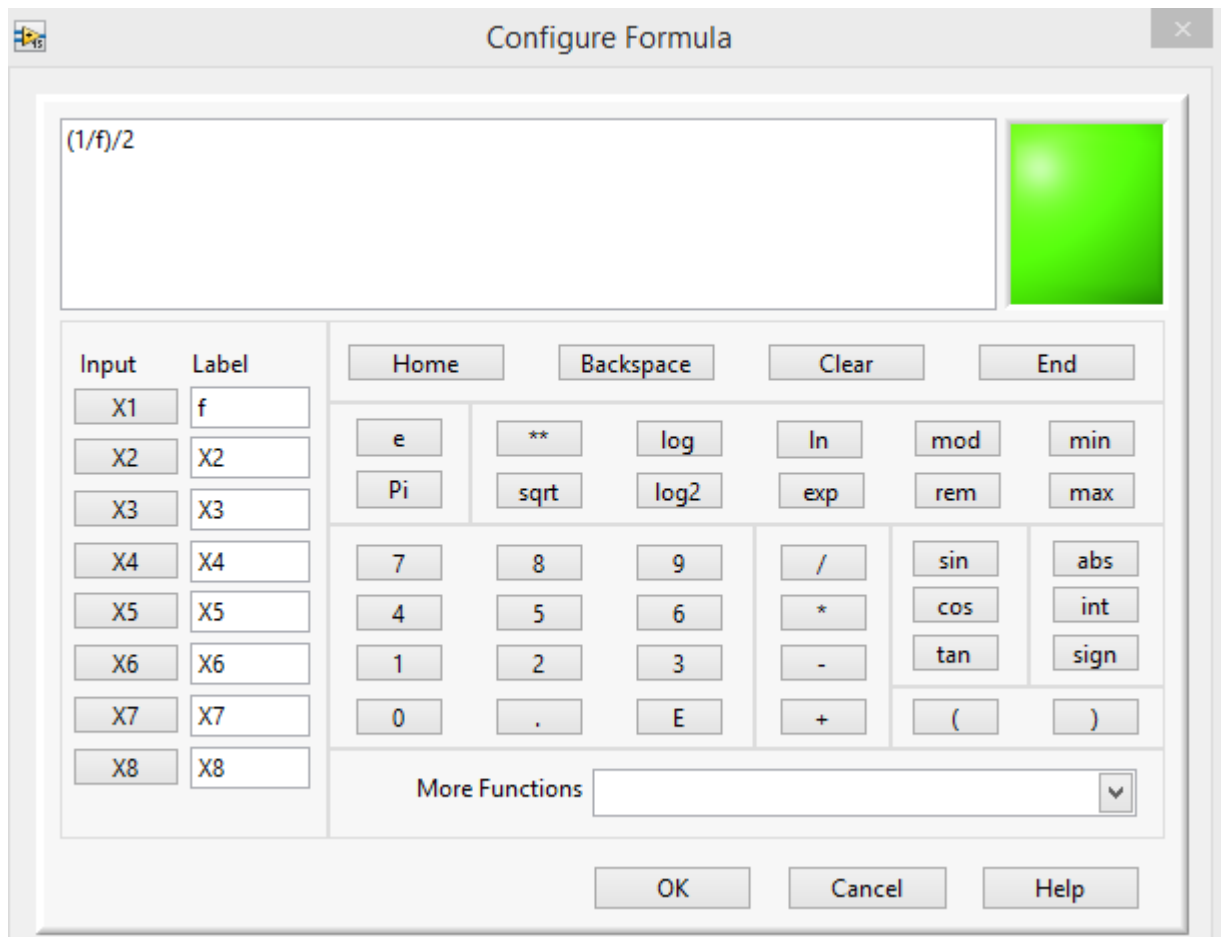 Configure Formula
(1/f)/2
Input Label
Home Backspace Clear End
X1 f
e ** log ln mod min
X2 X2
Pi sqrt log2 exp rem max
X3 X3
X4 X4
7 8 9 / sin abs
X5 X5
4 5 6 * cos int
X6 X6
1 2 3 - tan sign
X7 X7
0 . E + ( )
X8 X8
More Functions
OK Cancel Help